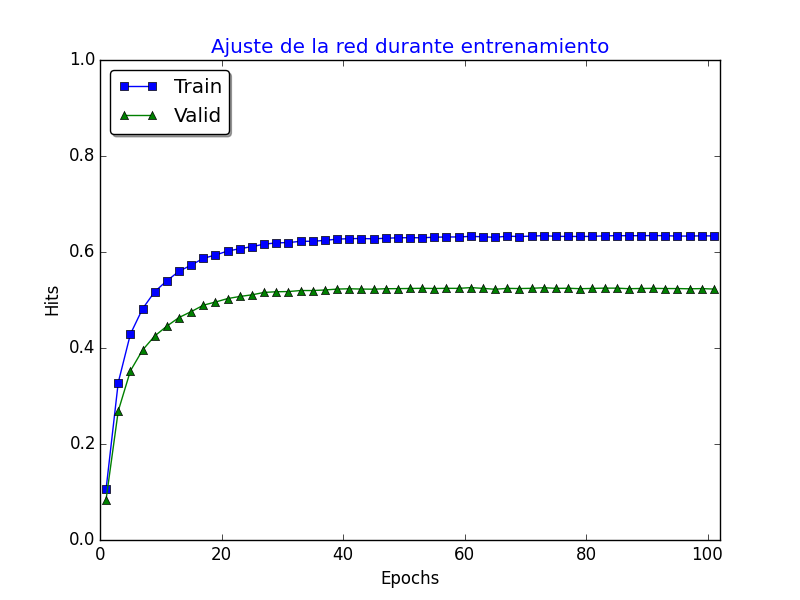 Ajuste de la red durante entrenamiento
1.0
Train
Valid
0.8
0.6
Hits
0.4
0.2
0.0
0 20 40 60 80 100
Epochs